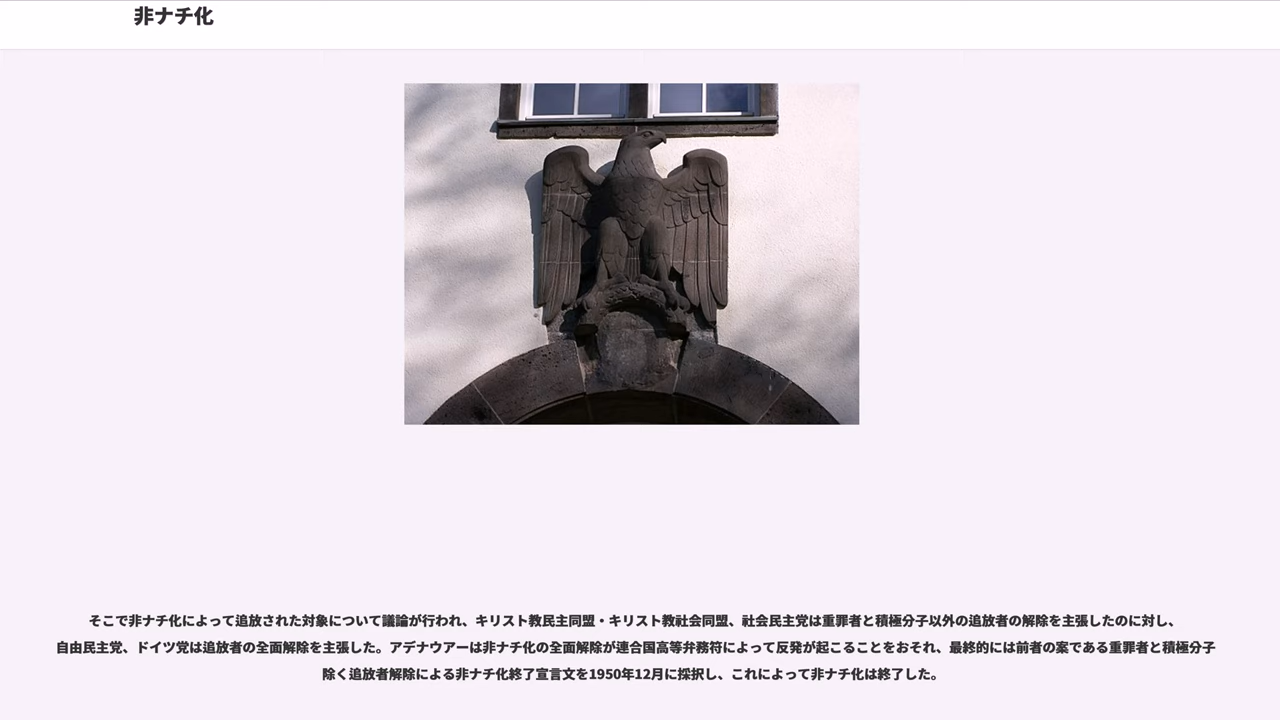 非ナチ化
そこで非ナチ化によって追放された対象について議論が行われ、キリスト教民主同盟・キリスト教社会同盟、社会民主党は重罪者と積極分子以外の追放者の解除を主張したのに対し、
自由民主党、ドイツ党は追放者の全面解除を主張した。アデナウアーは非ナチ化の全面解除が連合国高等弁務符によって反発が起こることをおそれ、最終的には前者の案である重罪者と積極分子
除く追放者解除による非ナチ化終了宣言文を1950年12月に採択し、これによって非ナチ化は終了した。